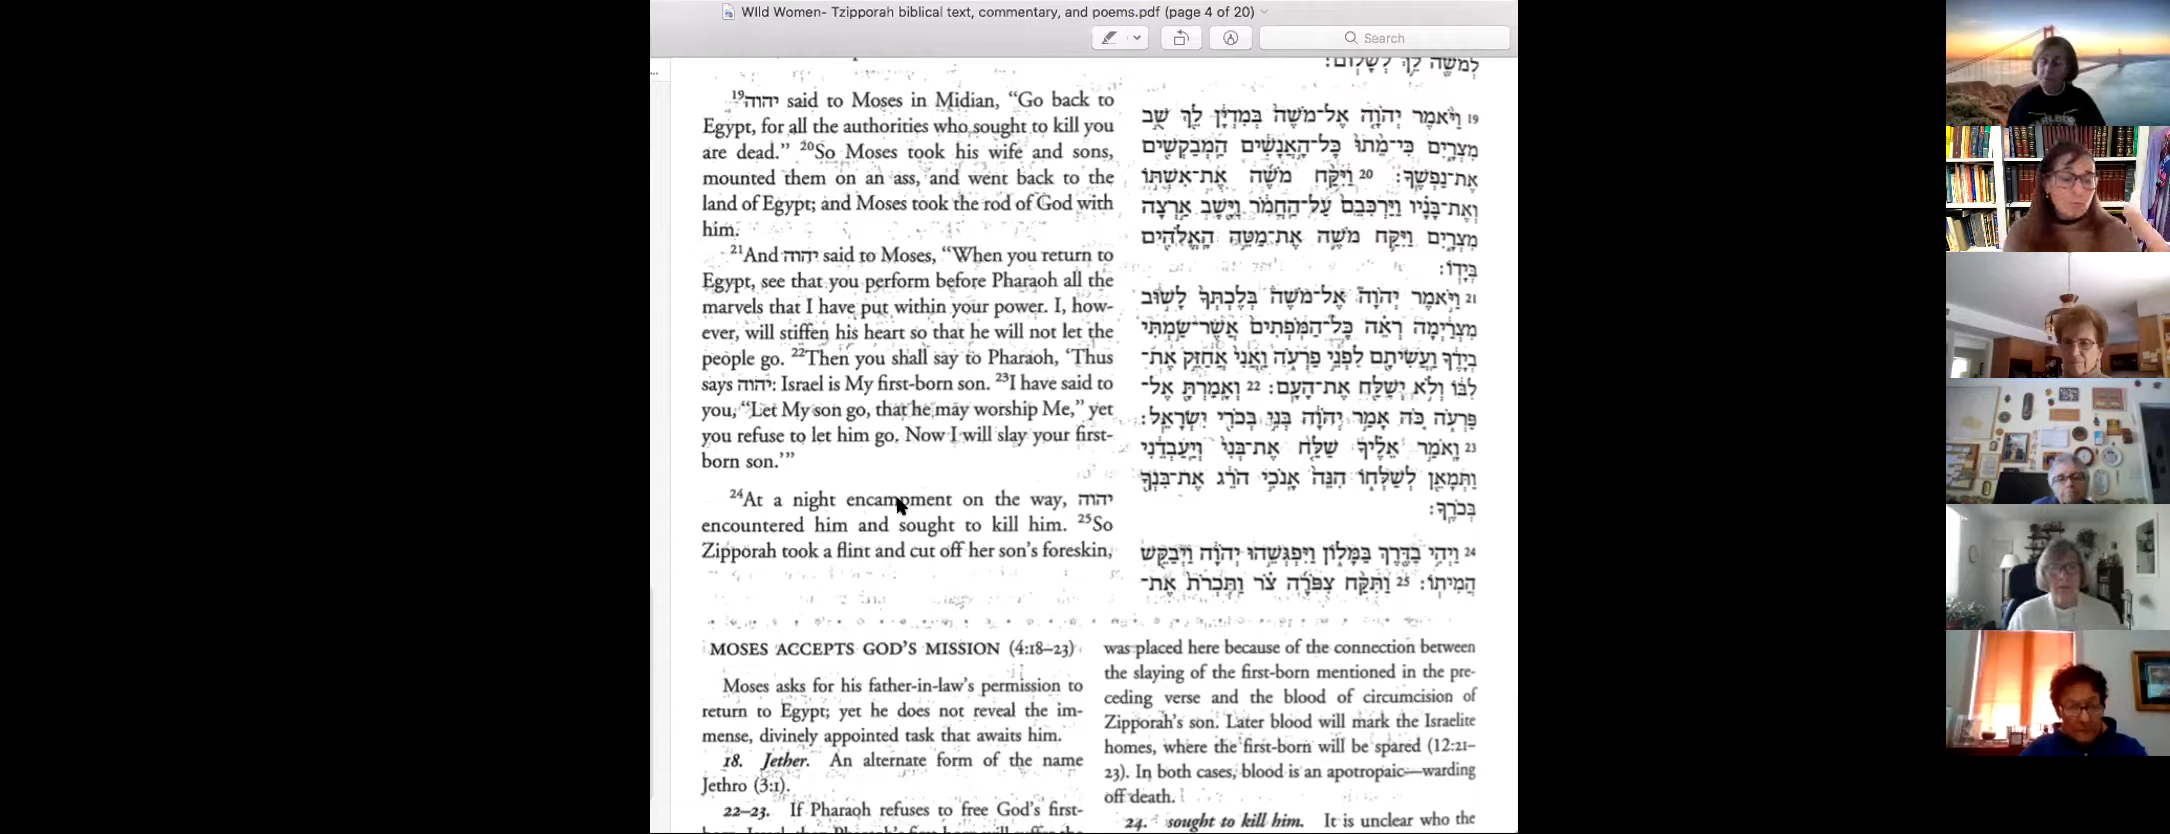 WIld Women- Tzipporah biblical text, commentary, and poems.pdf (page 4 of 20)
Search
...
¹⁹יהוה said to Moses in Midian, “Go back to
Egypt, for all the authorities who sought to kill you
are dead.” ²⁰So Moses took his wife and sons,
mounted them on an ass, and went back to the
land of Egypt; and Moses took the rod of God with
him.
²¹And יהוה said to Moses, “When you return to
Egypt, see that you perform before Pharaoh all the
marvels that I have put within your power. I, how-
ever, will stiffen his heart so that he will not let the
people go. ²²Then you shall say to Pharaoh, ‘Thus
says יהוה: Israel is My first-born son. ²³I have said to
you, “Let My son go, that he may worship Me,” yet
you refuse to let him go. Now I will slay your first-
born son.’”
²⁴At a night encampment on the way, יהוה
encountered him and sought to kill him. ²⁵So
Zipporah took a flint and cut off her son’s foreskin,
לְמֹשֶׁה לֵךְ לְשָׁלוֹם׃
19 וַיֹּאמֶר יְהוָה אֶל־מֹשֶׁה בְּמִדְיָן לֵךְ שֻׁב
מִצְרָיִם כִּי־מֵתוּ כׇּל־הָאֲנָשִׁים הַמְבַקְשִׁים
אֶת־נַפְשֶׁךָ׃ 20 וַיִּקַּח מֹשֶׁה אֶת־אִשְׁתּוֹ
וְאֶת־בָּנָיו וַיַּרְכִּבֵם עַל־הַחֲמֹר וַיָּשׇׁב אַרְצָה
מִצְרָיִם וַיִּקַּח מֹשֶׁה אֶת־מַטֵּה הָאֱלֹהִים
בְּיָדוֹ׃
21 וַיֹּאמֶר יְהוָה אֶל־מֹשֶׁה בְּלֶכְתְּךָ לָשׁוּב
מִצְרַיְמָה רְאֵה כׇּל־הַמֹּפְתִים אֲשֶׁר־שַׂמְתִּי
בְיָדֶךָ וַעֲשִׂיתָם לִפְנֵי פַרְעֹה וַאֲנִי אֲחַזֵּק אֶת־
לִבּוֹ וְלֹא יְשַׁלַּח אֶת־הָעָם׃ 22 וְאָמַרְתָּ אֶל־
פַּרְעֹה כֹּה אָמַר יְהוָה בְּנִי בְכֹרִי יִשְׂרָאֵל׃
23 וָאֹמַר אֵלֶיךָ שַׁלַּח אֶת־בְּנִי וְיַעַבְדֵנִי
וַתְּמָאֵן לְשַׁלְּחוֹ הִנֵּה אָנֹכִי הֹרֵג אֶת־בִּנְךָ
בְּכֹרֶךָ׃
24 וַיְהִי בַדֶּרֶךְ בַּמָּלוֹן וַיִּפְגְּשֵׁהוּ יְהוָה וַיְבַקֵּשׁ
הֲמִיתוֹ׃ 25 וַתִּקַּח צִפֹּרָה צֹר וַתִּכְרֹת אֶת־
MOSES ACCEPTS GOD’S MISSION (4:18–23)
Moses asks for his father-in-law’s permission to
return to Egypt; yet he does not reveal the im-
mense, divinely appointed task that awaits him.
18. Jether. An alternate form of the name
Jethro (3:1).
22–23. If Pharaoh refuses to free God’s first-
was placed here because of the connection between
the slaying of the first-born mentioned in the pre-
ceding verse and the blood of circumcision of
Zipporah’s son. Later blood will mark the Israelite
homes, where the first-born will be spared (12:21–
23). In both cases, blood is an apotropaic—warding
off death.
24. sought to kill him. It is unclear who the